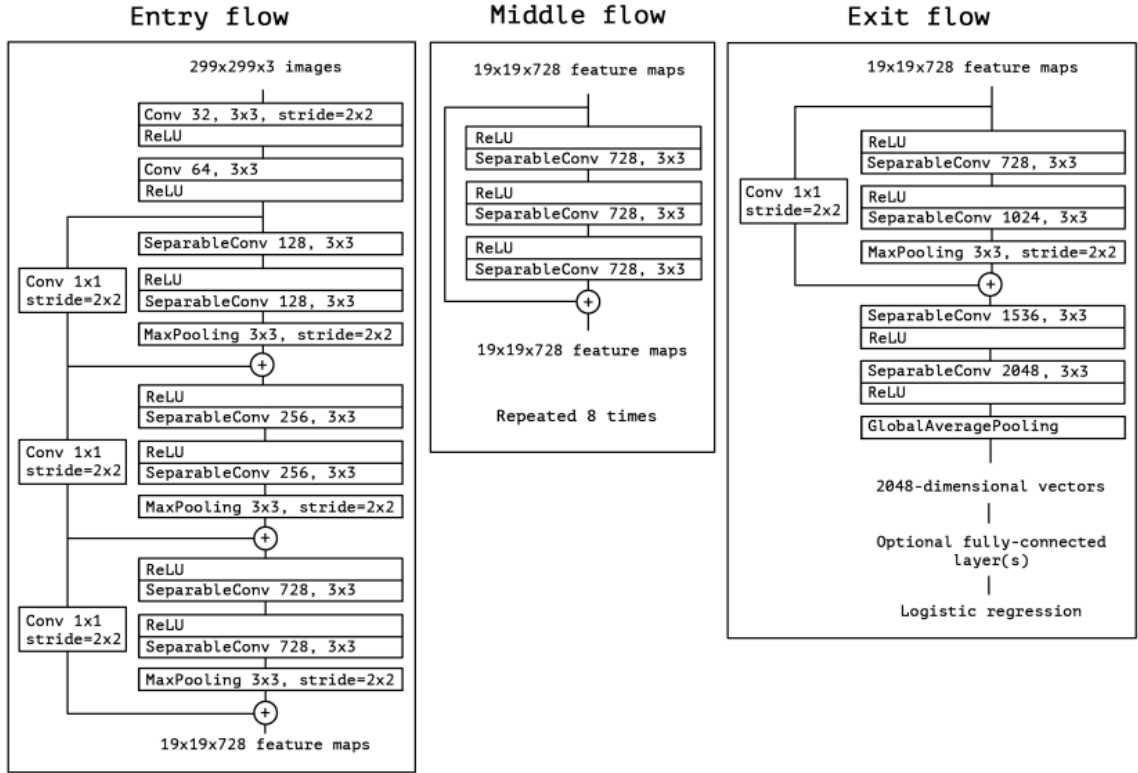 Entry flow
299x299x3 images
Conv 32, 3x3, stride=2x2
ReLU
Conv 64, 3x3
ReLU
SeparableConv 128, 3x3
Conv 1x1
stride=2x2
ReLU
SeparableConv 128, 3x3
MaxPooling 3x3, stride=2x2
+
ReLU
SeparableConv 256, 3x3
Conv 1x1
stride=2x2
ReLU
SeparableConv 256, 3x3
MaxPooling 3x3, stride=2x2
+
ReLU
SeparableConv 728, 3x3
Conv 1x1
stride=2x2
ReLU
SeparableConv 728, 3x3
MaxPooling 3x3, stride=2x2
+
19x19x728 feature maps
Middle flow
19x19x728 feature maps
ReLU
SeparableConv 728, 3x3
ReLU
SeparableConv 728, 3x3
ReLU
SeparableConv 728, 3x3
+
19x19x728 feature maps
Repeated 8 times
Exit flow
19x19x728 feature maps
ReLU
SeparableConv 728, 3x3
Conv 1x1
stride=2x2
ReLU
SeparableConv 1024, 3x3
MaxPooling 3x3, stride=2x2
+
SeparableConv 1536, 3x3
ReLU
SeparableConv 2048, 3x3
ReLU
GlobalAveragePooling
2048-dimensional vectors
Optional fully-connected
layer(s)
Logistic regression